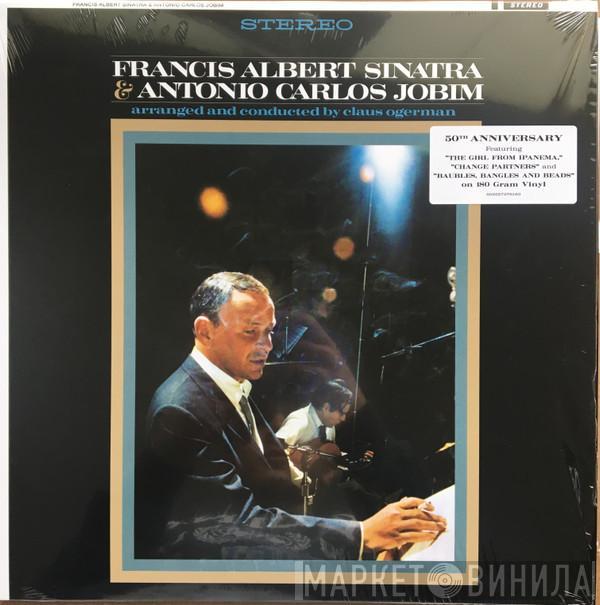 FRANCIS ALBERT SINATRA & ANTONIO CARLOS JOBIM
STEREO
STEREO
FRANCIS ALBERT SINATRA
& ANTONIO CARLOS JOBIM
arranged and conducted by claus ogerman
50TH ANNIVERSARY
Featuring
"THE GIRL FROM IPANEMA,"
"CHANGE PARTNERS" and
"BAUBLES, BANGLES AND BEADS"
on 180 Gram Vinyl
МАРКЕТ ВИНИЛА